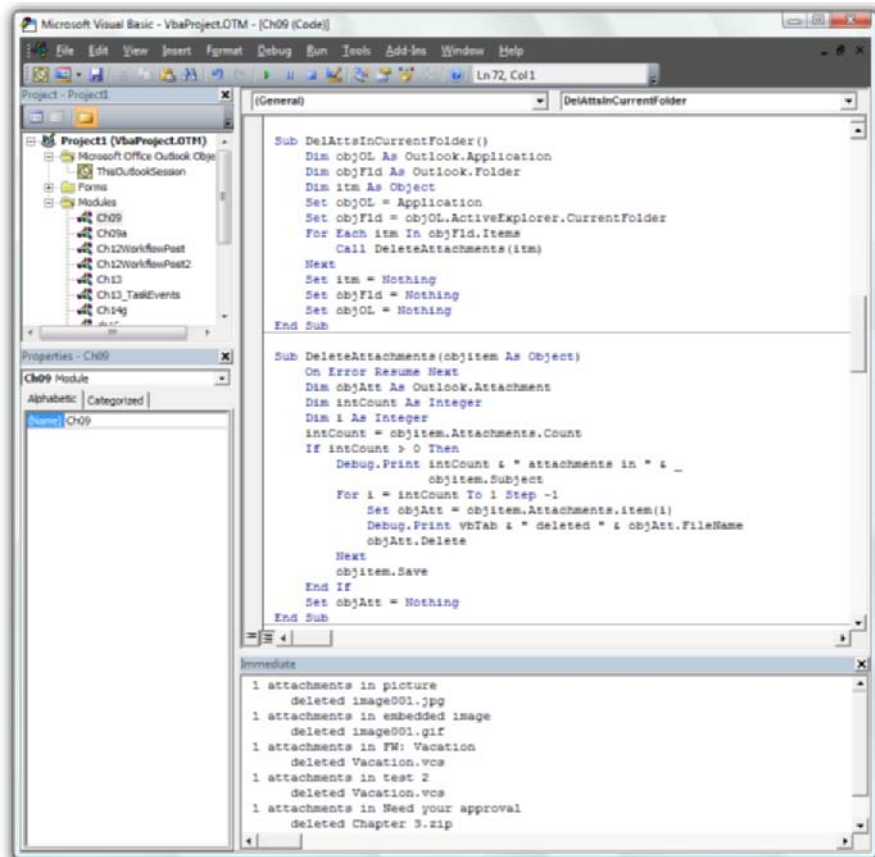 Microsoft Visual Basic - VbaProject.OTM - [Ch09 (Code)]
File Edit View Insert Format Debug Run Tools Add-Ins Window Help
Ln 72, Col 1
Project - Project1
Project1 (VbaProject.OTM)
Microsoft Office Outlook Obje
ThisOutlookSession
Forms
Modules
Ch09
Ch09a
Ch12WorkflowPost
Ch12WorkflowPost2
Ch13
Ch13_TaskEvents
Ch14g
Properties - Ch09
Ch09 Module
Alphabetic Categorized
(Name) Ch09
(General) DelAttsInCurrentFolder
Sub DelAttsInCurrentFolder()
Dim objOL As Outlook.Application
Dim objFld As Outlook.Folder
Dim itm As Object
Set objOL = Application
Set objFld = objOL.ActiveExplorer.CurrentFolder
For Each itm In objFld.Items
Call DeleteAttachments(itm)
Next
Set itm = Nothing
Set objFld = Nothing
Set objOL = Nothing
End Sub
Sub DeleteAttachments(objitem As Object)
On Error Resume Next
Dim objAtt As Outlook.Attachment
Dim intCount As Integer
Dim i As Integer
intCount = objitem.Attachments.Count
If intCount > 0 Then
Debug.Print intCount & " attachments in " & _
objitem.Subject
For i = intCount To 1 Step -1
Set objAtt = objitem.Attachments.item(i)
Debug.Print vbTab & " deleted " & objAtt.FileName
objAtt.Delete
Next
objitem.Save
End If
Set objAtt = Nothing
End Sub
Immediate
1 attachments in picture
deleted image001.jpg
1 attachments in embedded image
deleted image001.gif
1 attachments in FW: Vacation
deleted Vacation.vcs
1 attachments in test 2
deleted Vacation.vcs
1 attachments in Need your approval
deleted Chapter 3.zip